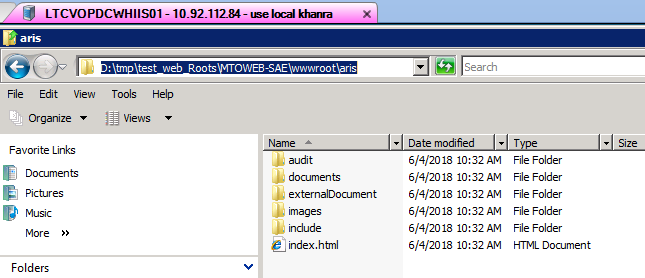 LTCVOPDCWHIIS01 - 10.92.112.84 - use local khanra
aris
D:\tmp\test_web_Roots\MTOWEB-SAE\wwwroot\aris
Search
File Edit View Tools Help
Organize Views
Favorite Links
Documents
Pictures
Music
More »
Folders
Name Date modified Type Size
audit 6/4/2018 10:32 AM File Folder
documents 6/4/2018 10:32 AM File Folder
externalDocument 6/4/2018 10:32 AM File Folder
images 6/4/2018 10:32 AM File Folder
include 6/4/2018 10:32 AM File Folder
index.html 6/4/2018 10:32 AM HTML Document